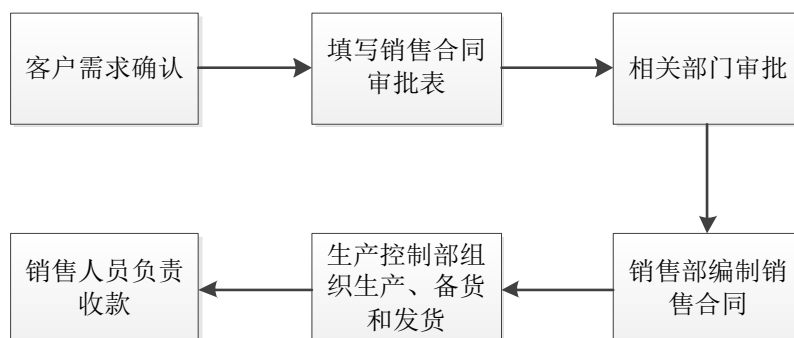 客户需求确认
填写销售合同
审批表
相关部门审批
销售部编制销
售合同
生产控制部组
织生产、备货
和发货
销售人员负责
收款